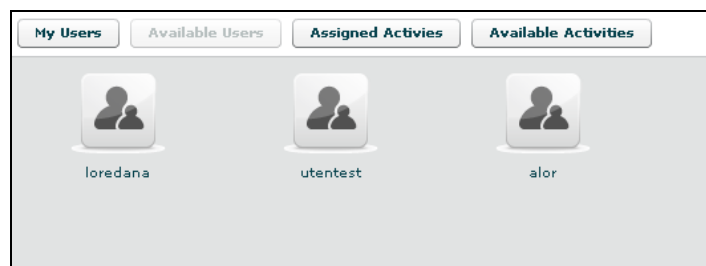 My Users Available Users Assigned Activies Available Activities
loredana utentest alor